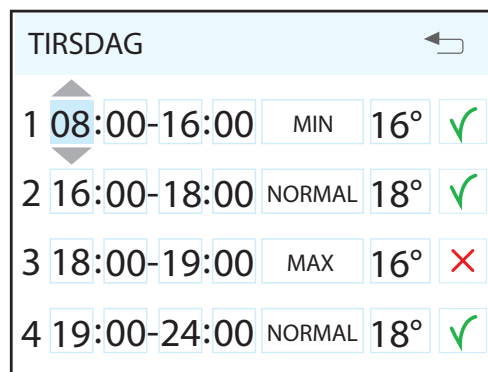 TIRSDAG
1 08:00-16:00 MIN 16°
2 16:00-18:00 NORMAL 18°
3 18:00-19:00 MAX 16°
4 19:00-24:00 NORMAL 18°